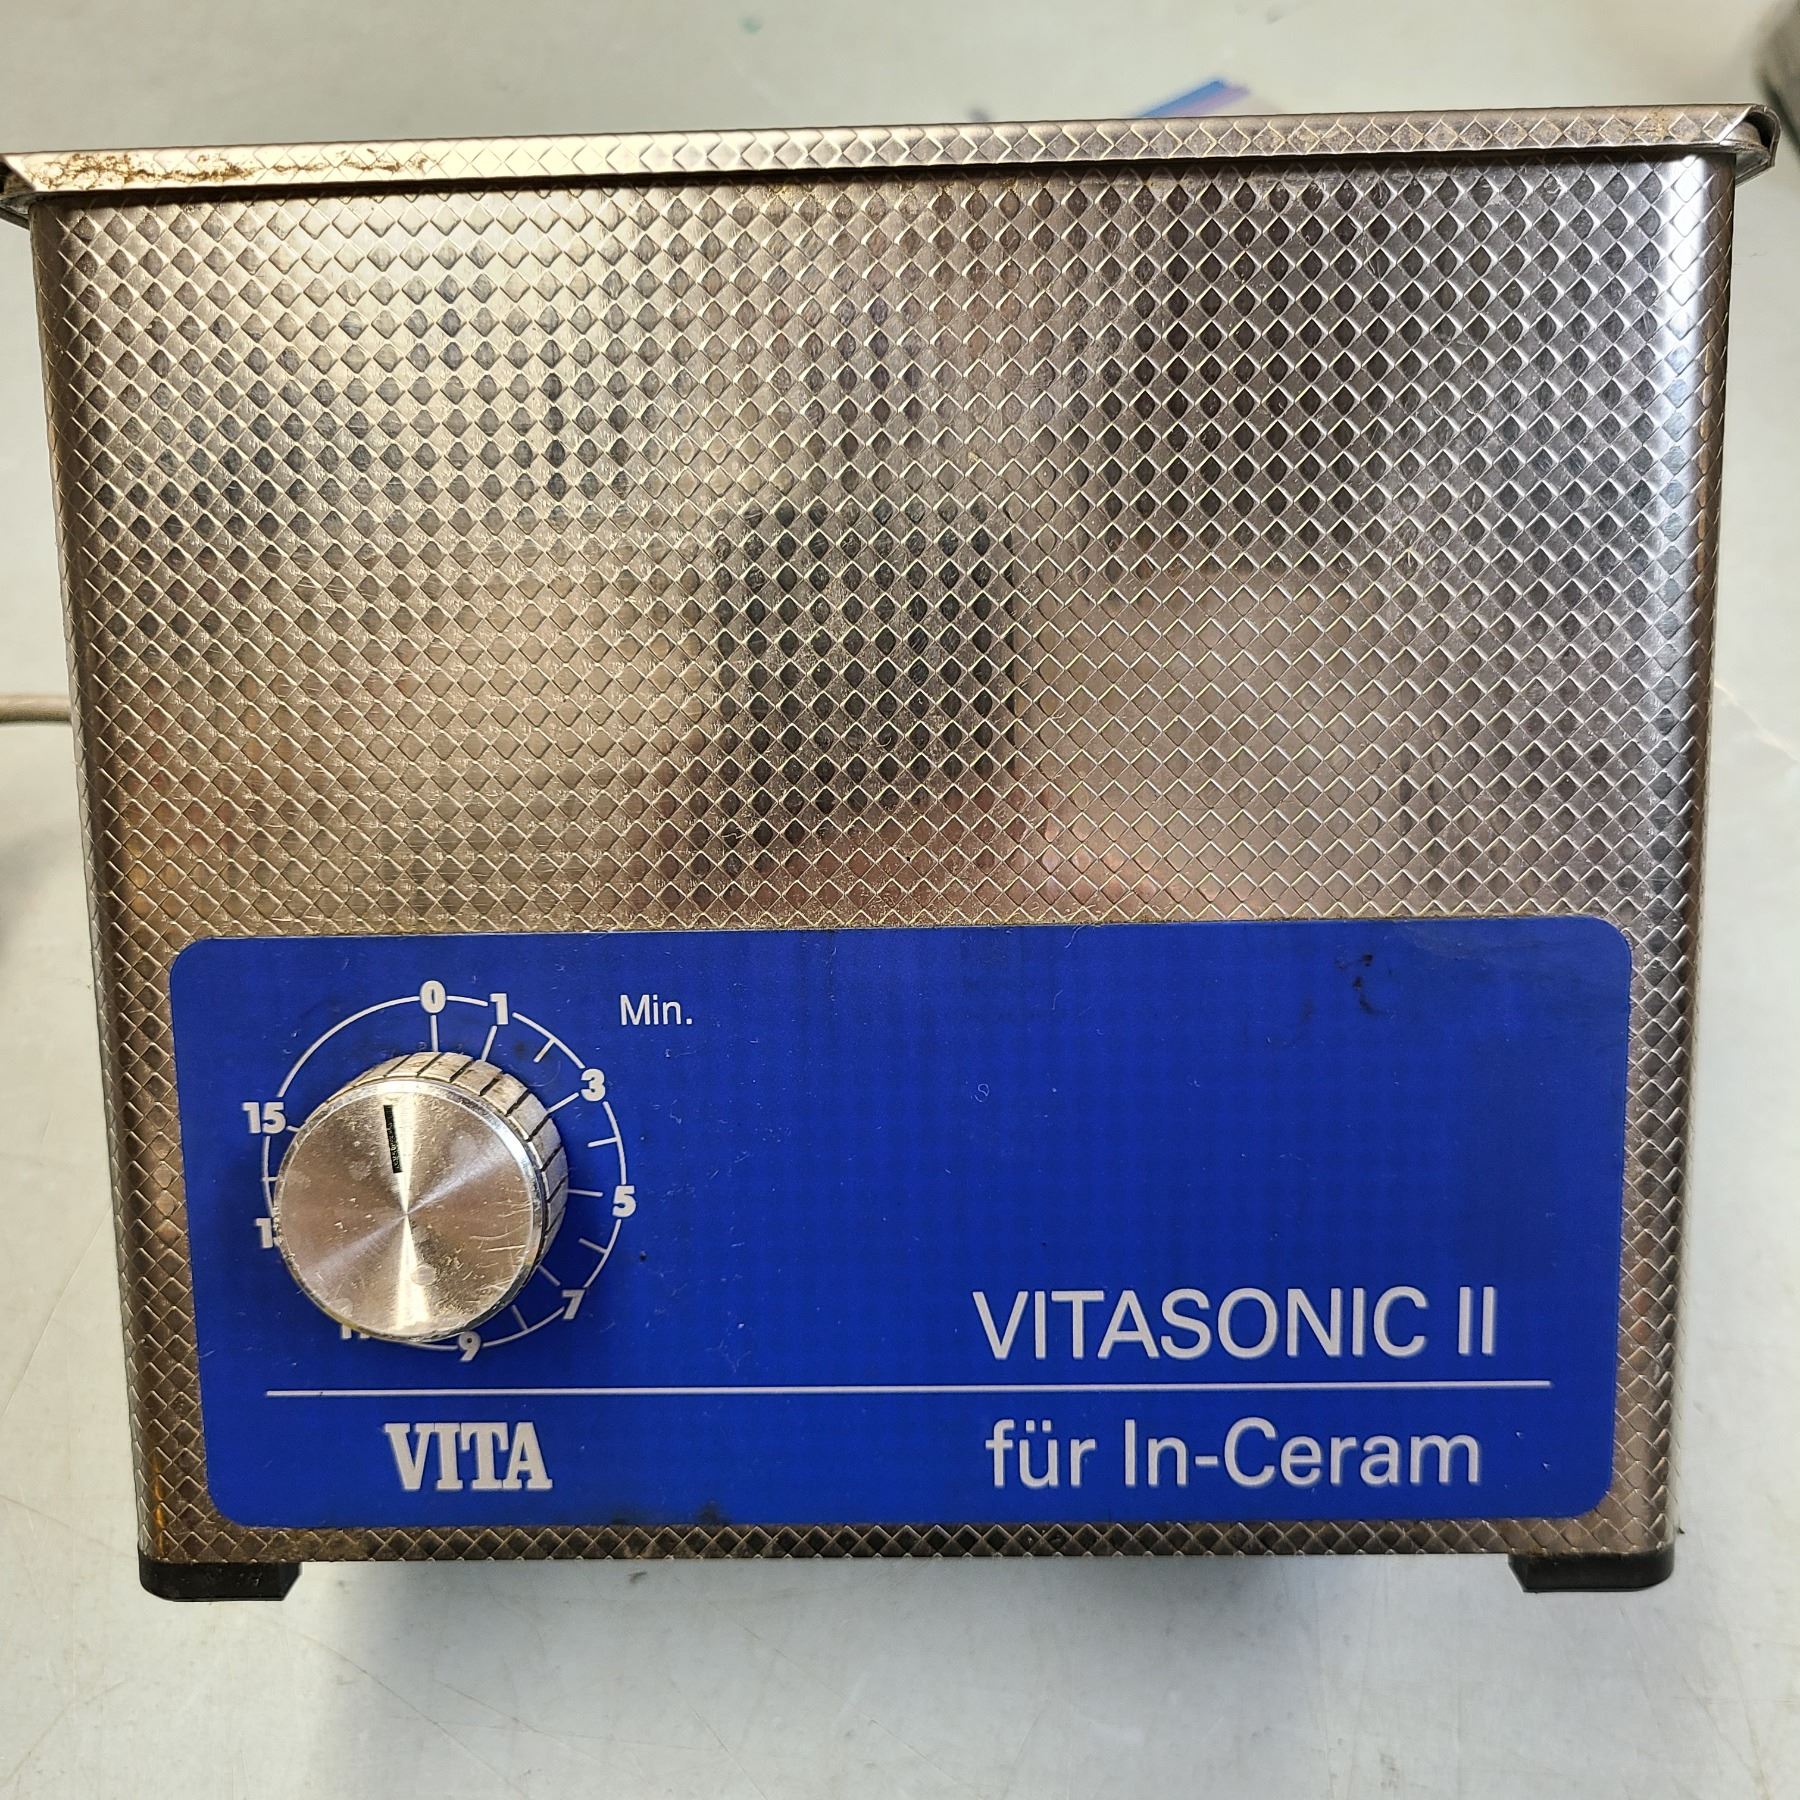 0
1
Min.
3
15
5
7
9
VITASONIC II
VITA
für In-Ceram